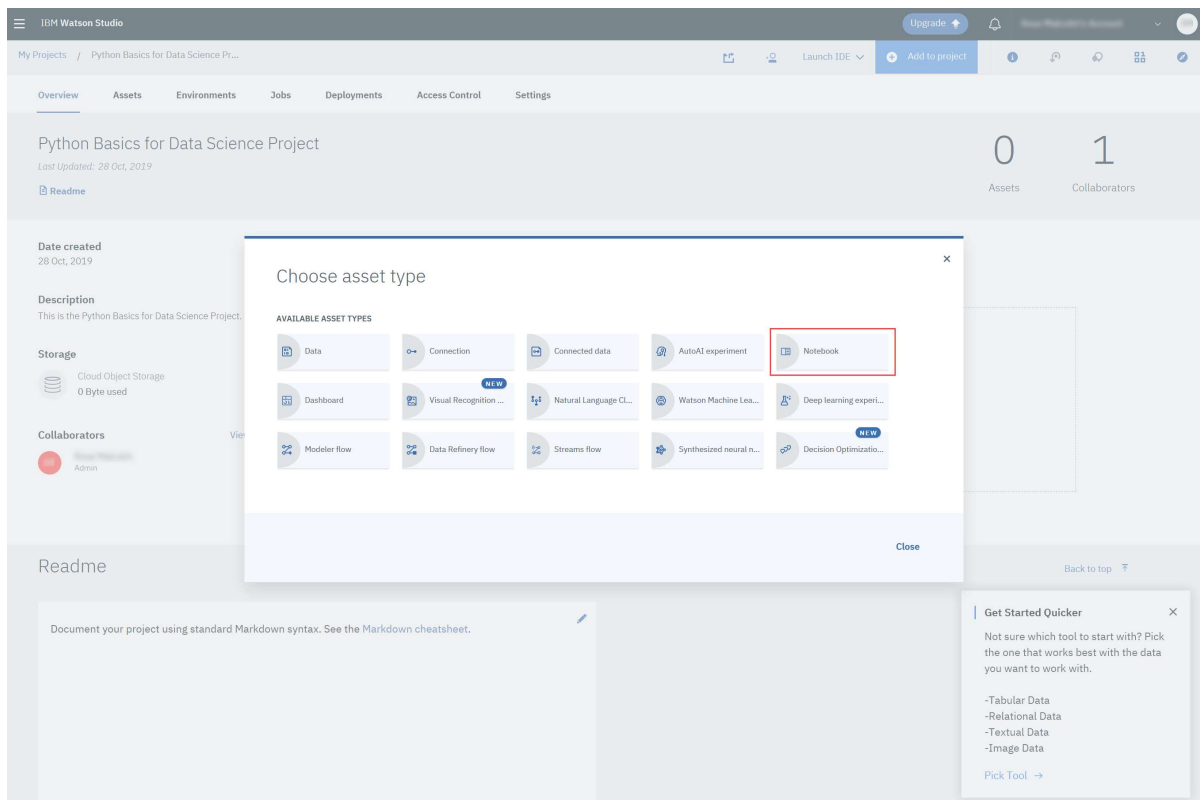 IBM Watson Studio
Upgrade
My Projects / Python Basics for Data Science Pr...
Launch IDE
Add to project
Overview
Assets
Environments
Jobs
Deployments
Access Control
Settings
Python Basics for Data Science Project
Last Updated: 28 Oct, 2019
Readme
0
Assets
1
Collaborators
Date created
28 Oct, 2019
Description
This is the Python Basics for Data Science Project.
Storage
Cloud Object Storage
0 Byte used
Collaborators
Admin
Choose asset type
AVAILABLE ASSET TYPES
Data
Connection
Connected data
AutoAI experiment
Notebook
Dashboard
NEW
Visual Recognition ...
Natural Language Cl...
Watson Machine Lea...
Deep learning experi...
Modeler flow
Data Refinery flow
Streams flow
Synthesized neural n...
NEW
Decision Optimizatio...
Close
Readme
Back to top
Document your project using standard Markdown syntax. See the Markdown cheatsheet.
Get Started Quicker
Not sure which tool to start with? Pick
the one that works best with the data
you want to work with.
-Tabular Data
-Relational Data
-Textual Data
-Image Data
Pick Tool →